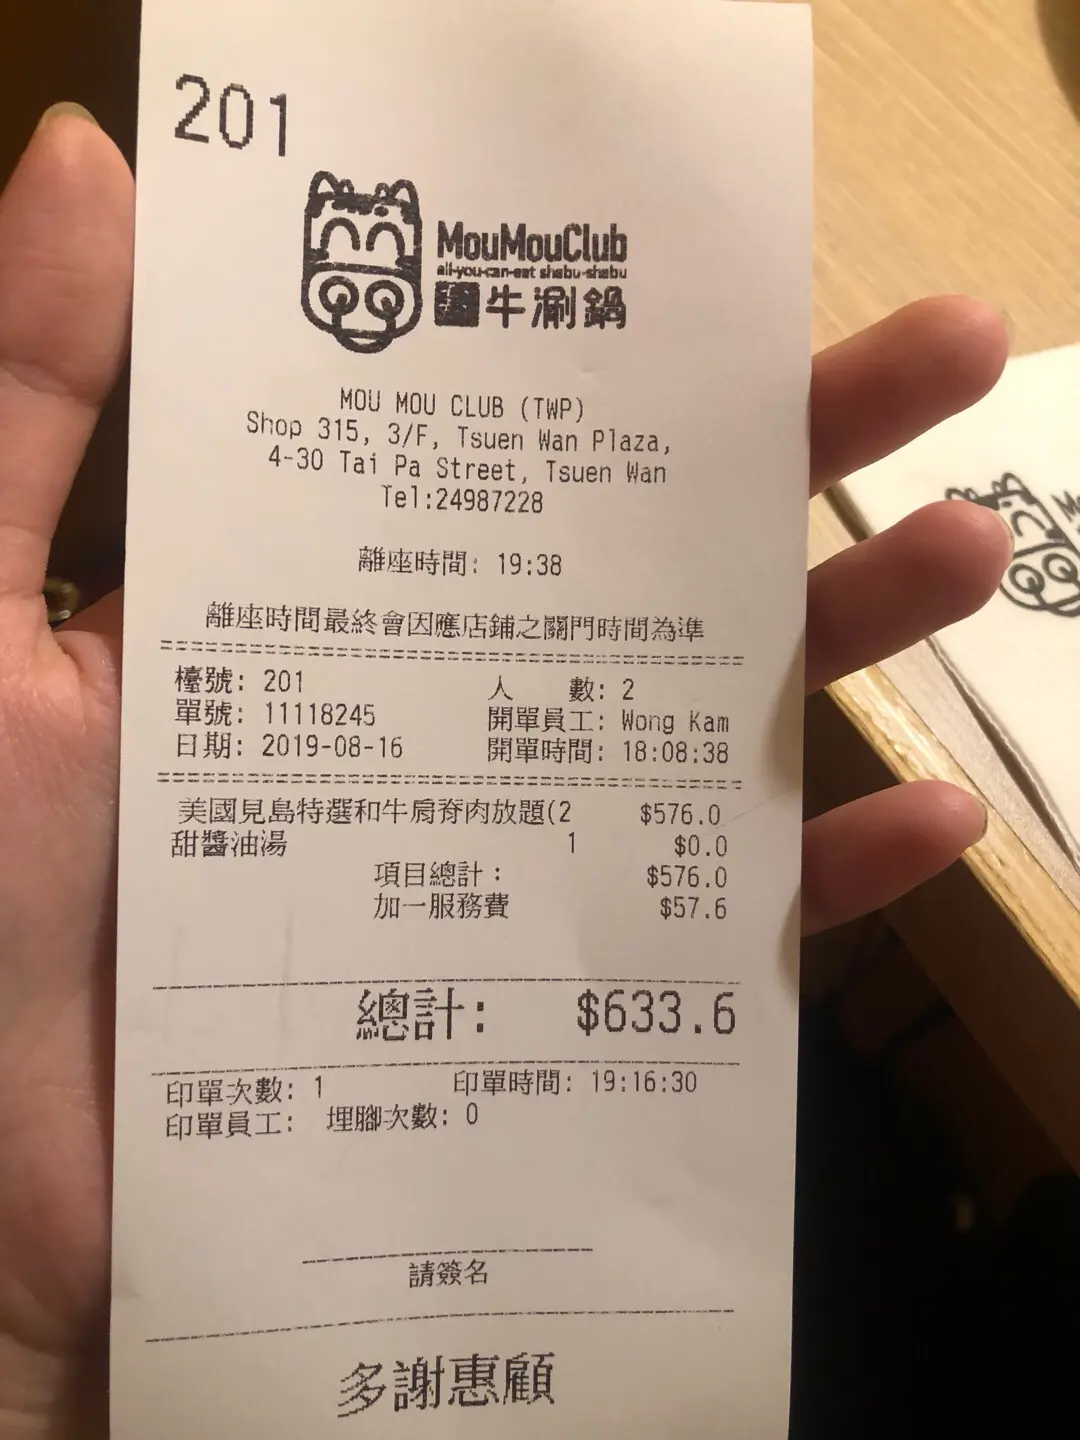 201
MouMouClub
all-you-can-eat shabu-shabu
牛涮鍋
MOU MOU CLUB (TWP)
Shop 315, 3/F, Tsuen Wan Plaza,
4-30 Tai Pa Street, Tsuen Wan
Tel:24987228
離座時間: 19:38
離座時間最終會因應店鋪之關門時間為準
檯號: 201 人 數: 2
單號: 11118245 開單員工: Wong Kam
日期: 2019-08-16 開單時間: 18:08:38
美國見島特選和牛肩脊肉放題(2 $576.0
甜醬油湯 1 $0.0
項目總計: $576.0
加一服務費 $57.6
總計: $633.6
印單次數: 1 印單時間: 19:16:30
印單員工: 埋腳次數: 0
請簽名
多謝惠顧